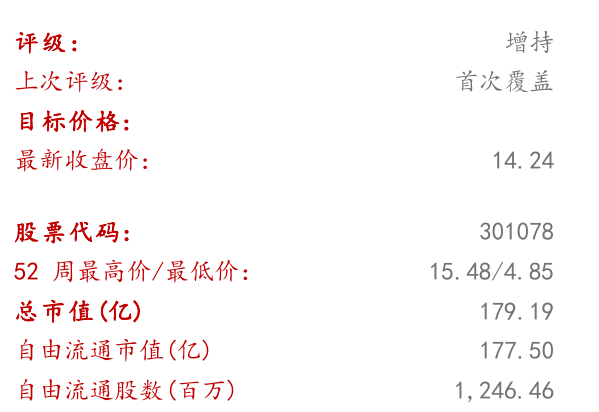 评级: 增持
上次评级: 首次覆盖
目标价格:
最新收盘价: 14.24
股票代码: 301078
52 周最高价/最低价: 15.48/4.85
总市值(亿) 179.19
自由流通市值(亿) 177.50
自由流通股数(百万) 1,246.46